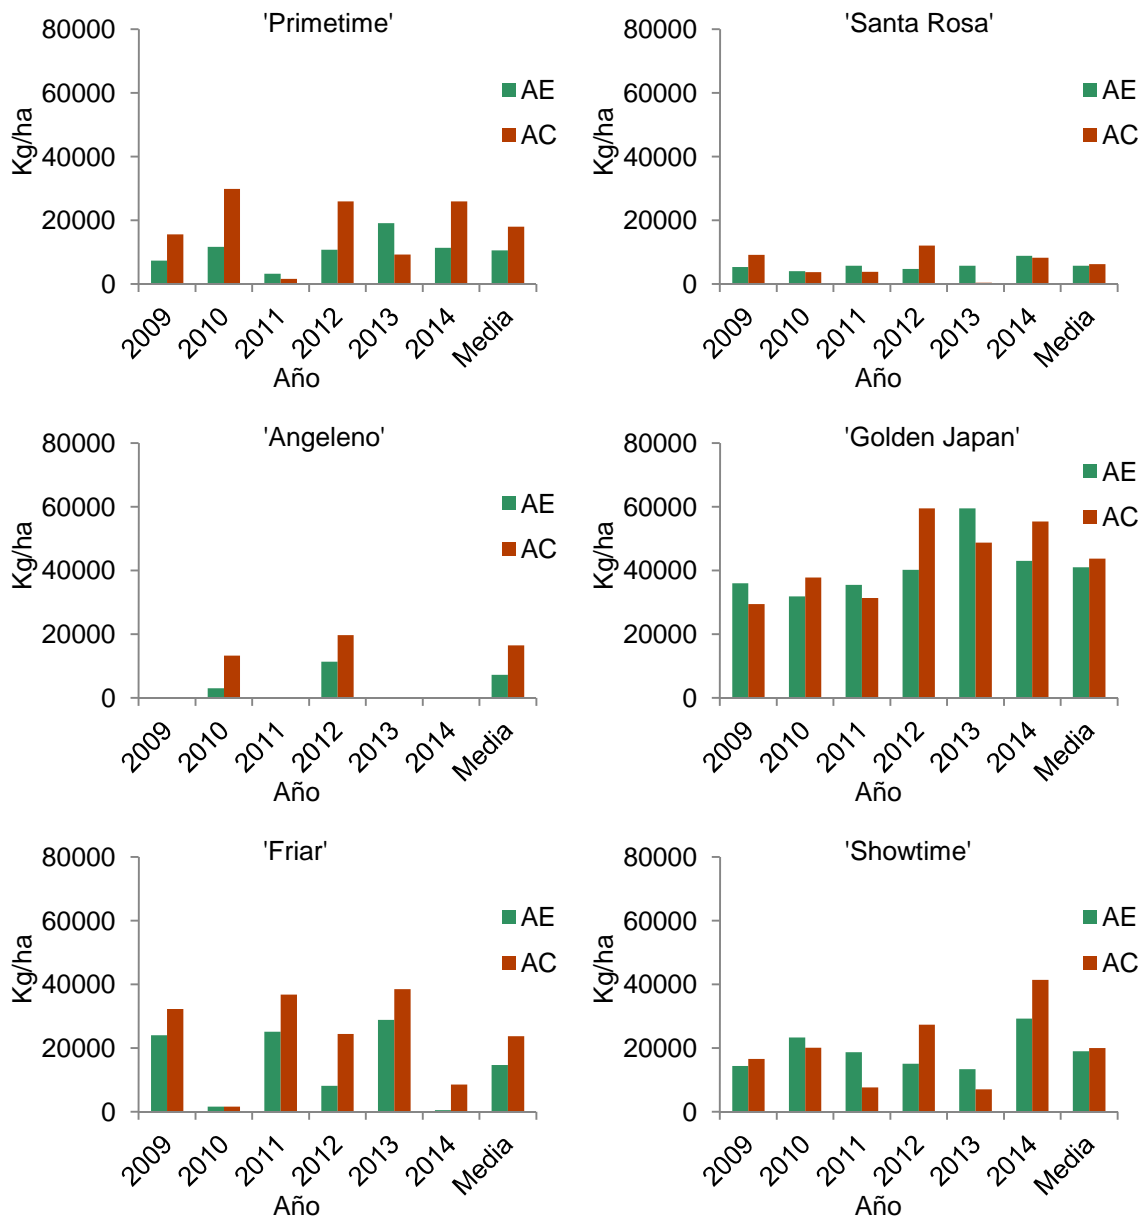 'Primetime'
80000
60000
40000
20000
0
Kg/ha
AE
AC
2009
2010
2011
2012
2013
2014
Media
Año
'Santa Rosa'
80000
60000
40000
20000
0
Kg/ha
AE
AC
2009
2010
2011
2012
2013
2014
Media
Año
'Angeleno'
80000
60000
40000
20000
0
Kg/ha
AE
AC
2009
2010
2011
2012
2013
2014
Media
Año
'Golden Japan'
80000
60000
40000
20000
0
Kg/ha
AE
AC
2009
2010
2011
2012
2013
2014
Media
Año
'Friar'
80000
60000
40000
20000
0
Kg/ha
AE
AC
2009
2010
2011
2012
2013
2014
Media
Año
'Showtime'
80000
60000
40000
20000
0
Kg/ha
AE
AC
2009
2010
2011
2012
2013
2014
Media
Año